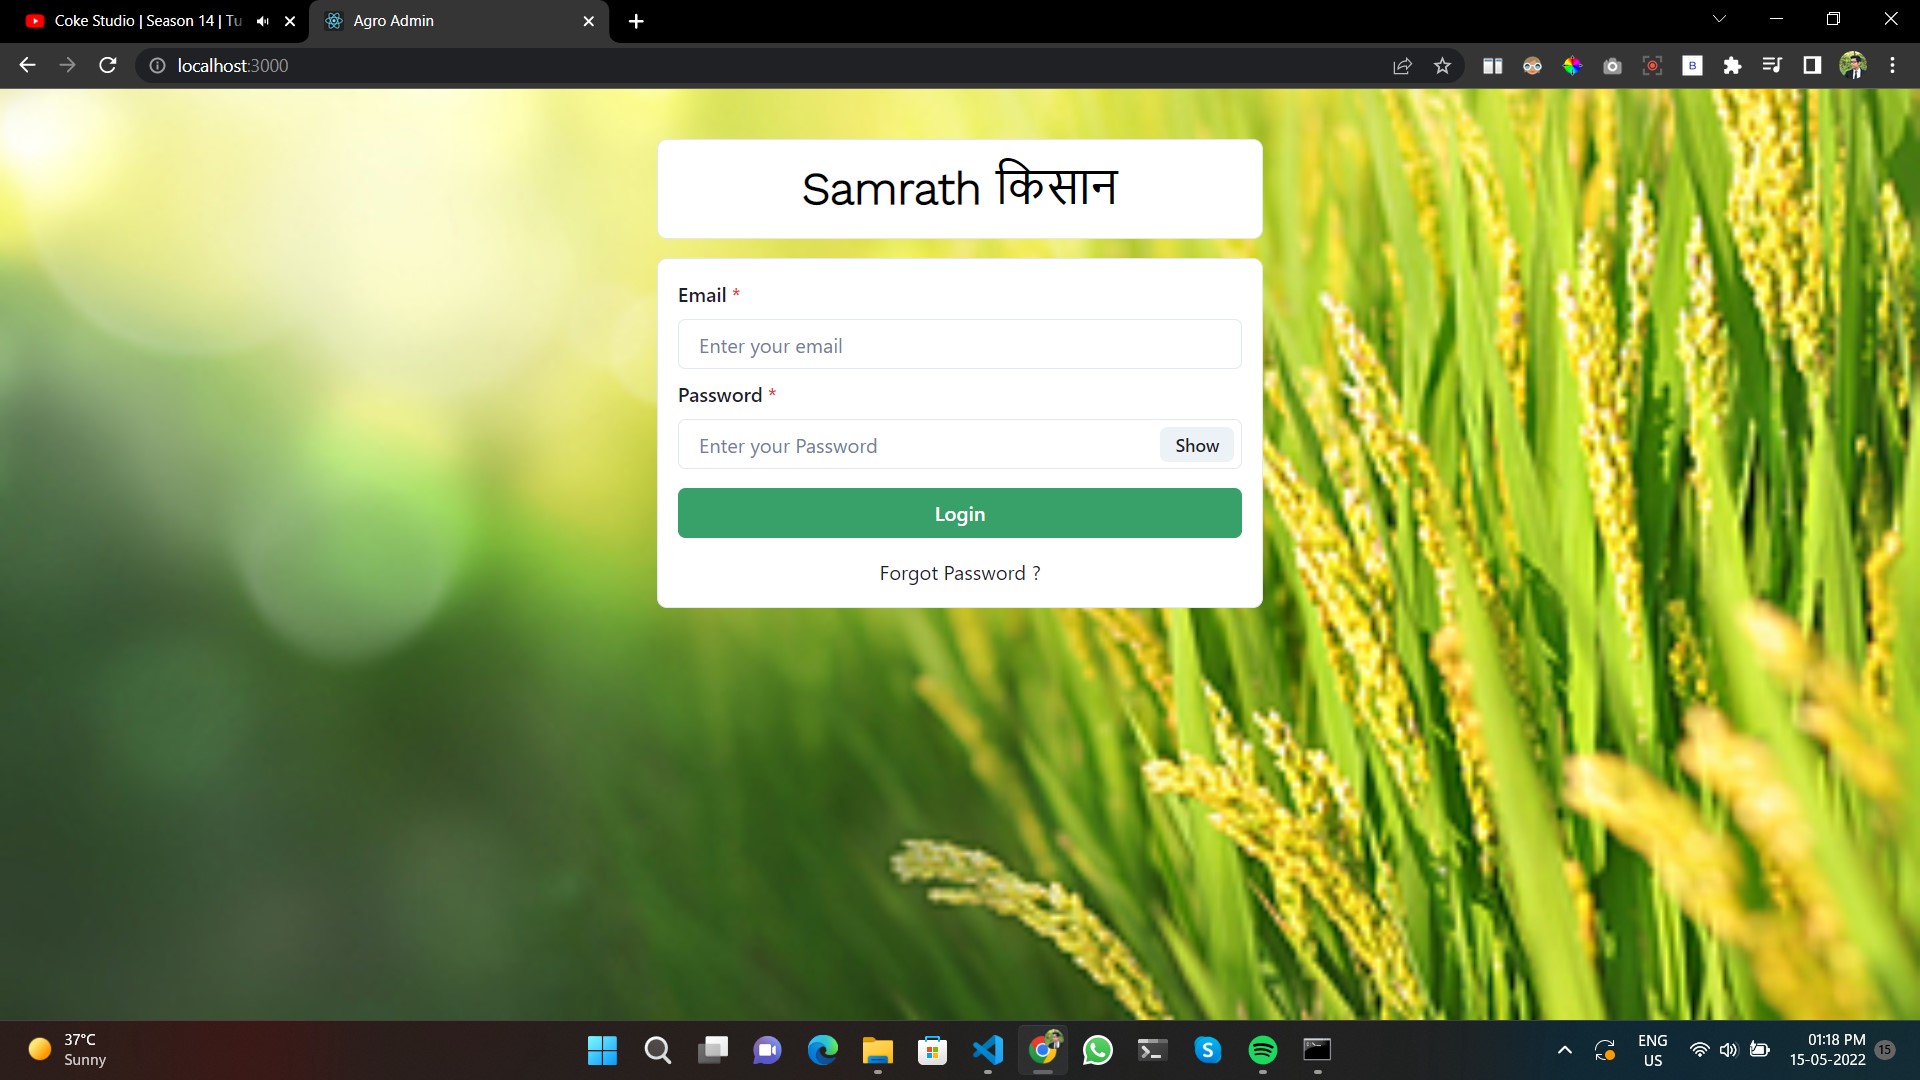 Coke Studio | Season 14 | Tu
Agro Admin
localhost:3000
B
Samrath किसान
Email *
Enter your email
Password *
Enter your Password
Show
Login
Forgot Password ?
37°C
Sunny
ENG
US
01:18 PM
15-05-2022
15